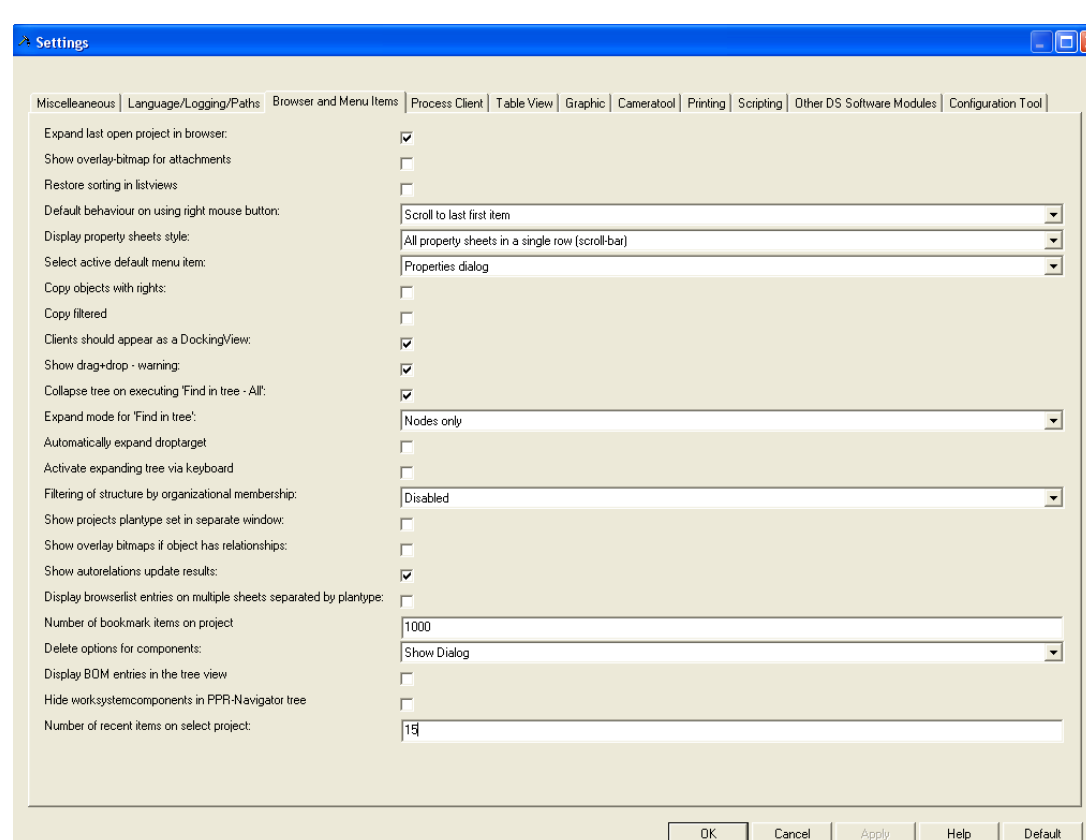 Settings
Miscelleaneous Language/Logging/Paths Browser and Menu Items Process Client Table View Graphic Cameratool Printing Scripting Other DS Software Modules Configuration Tool
Expand last open project in browser:
Show overlay-bitmap for attachments
Restore sorting in listviews
Default behaviour on using right mouse button: Scroll to last first item
Display property sheets style: All property sheets in a single row (scroll-bar)
Select active default menu item: Properties dialog
Copy objects with rights:
Copy filtered
Clients should appear as a DockingView:
Show drag+drop - warning:
Collapse tree on executing 'Find in tree - All':
Expand mode for 'Find in tree': Nodes only
Automatically expand droptarget
Activate expanding tree via keyboard
Filtering of structure by organizational membership: Disabled
Show projects plantype set in separate window:
Show overlay bitmaps if object has relationships:
Show autorelations update results:
Display browserlist entries on multiple sheets separated by plantype:
Number of bookmark items on project 1000
Delete options for components: Show Dialog
Display BOM entries in the tree view
Hide worksystemcomponents in PPR-Navigator tree
Number of recent items on select project: 15
OK Cancel Apply Help Default